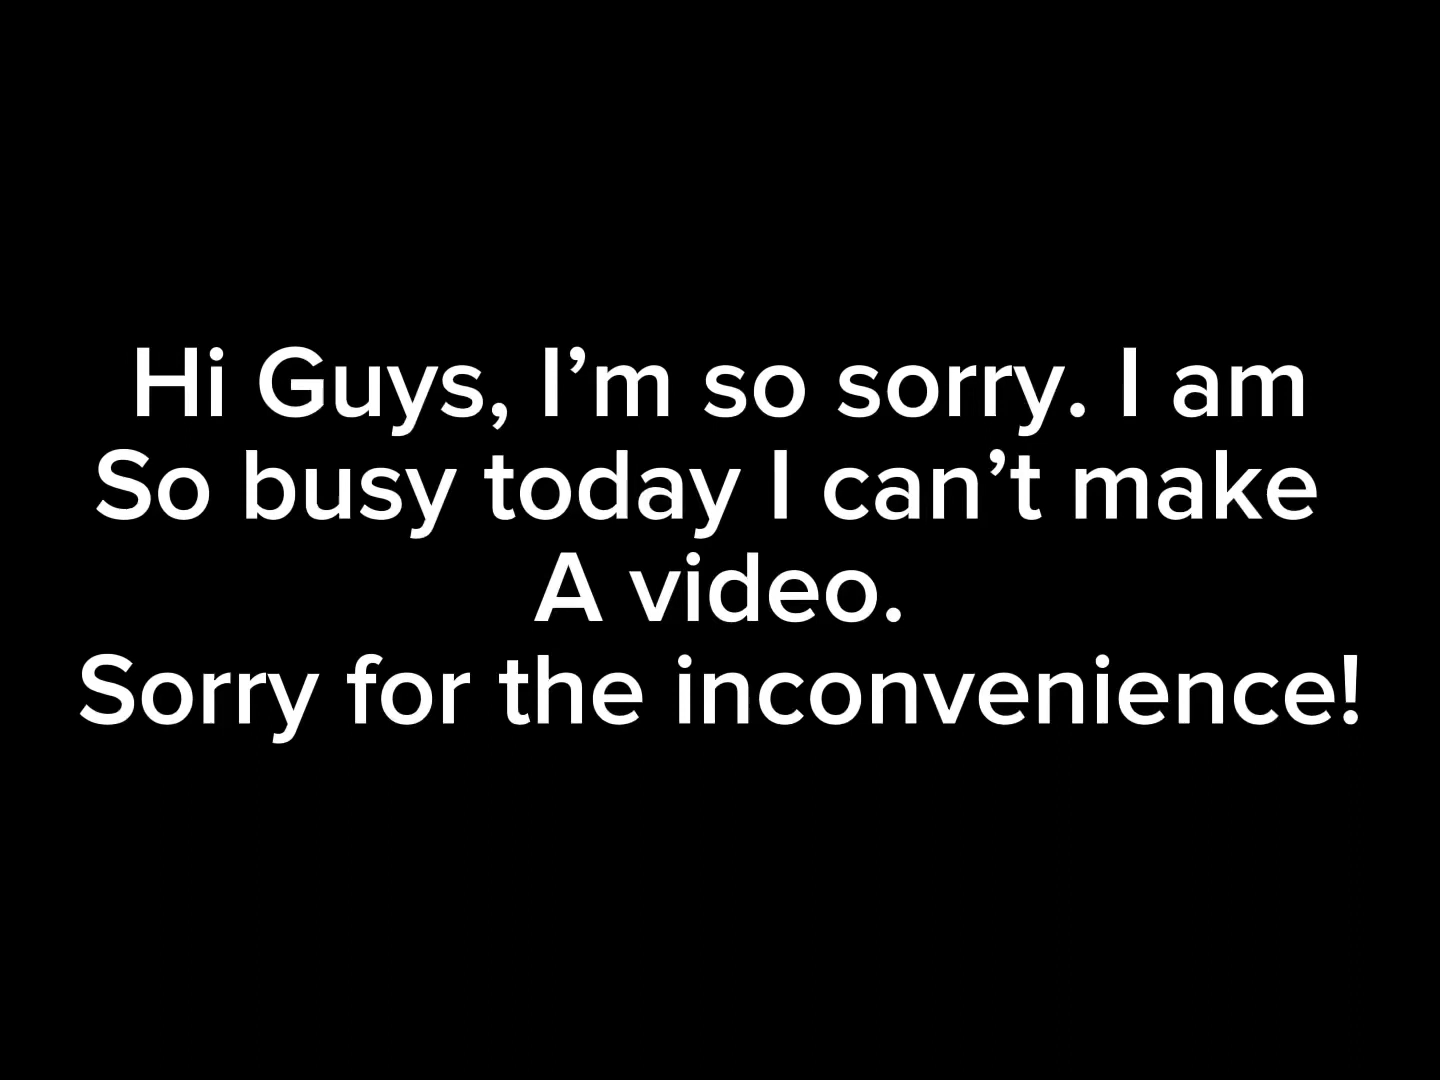 Hi Guys, I’m so sorry. I am
So busy today I can’t make
A video.
Sorry for the inconvenience!